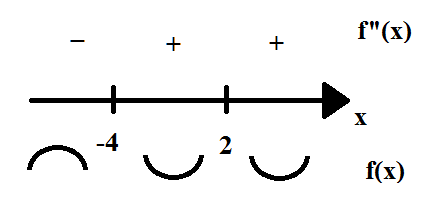 − + + f"(x)
x
-4 2
f(x)